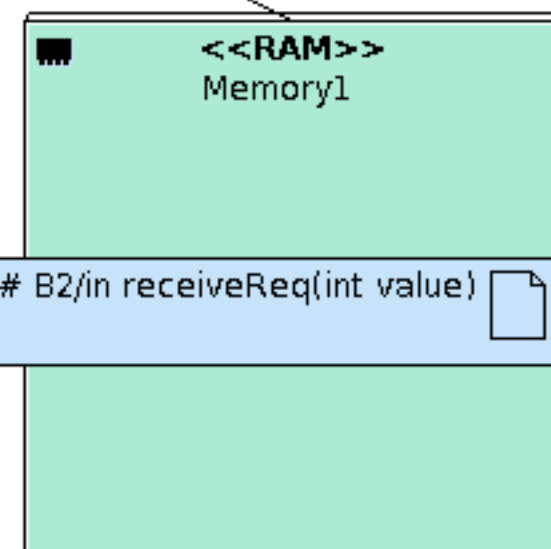 <<RAM>>
Memory1
# B2/in receiveReq(int value)